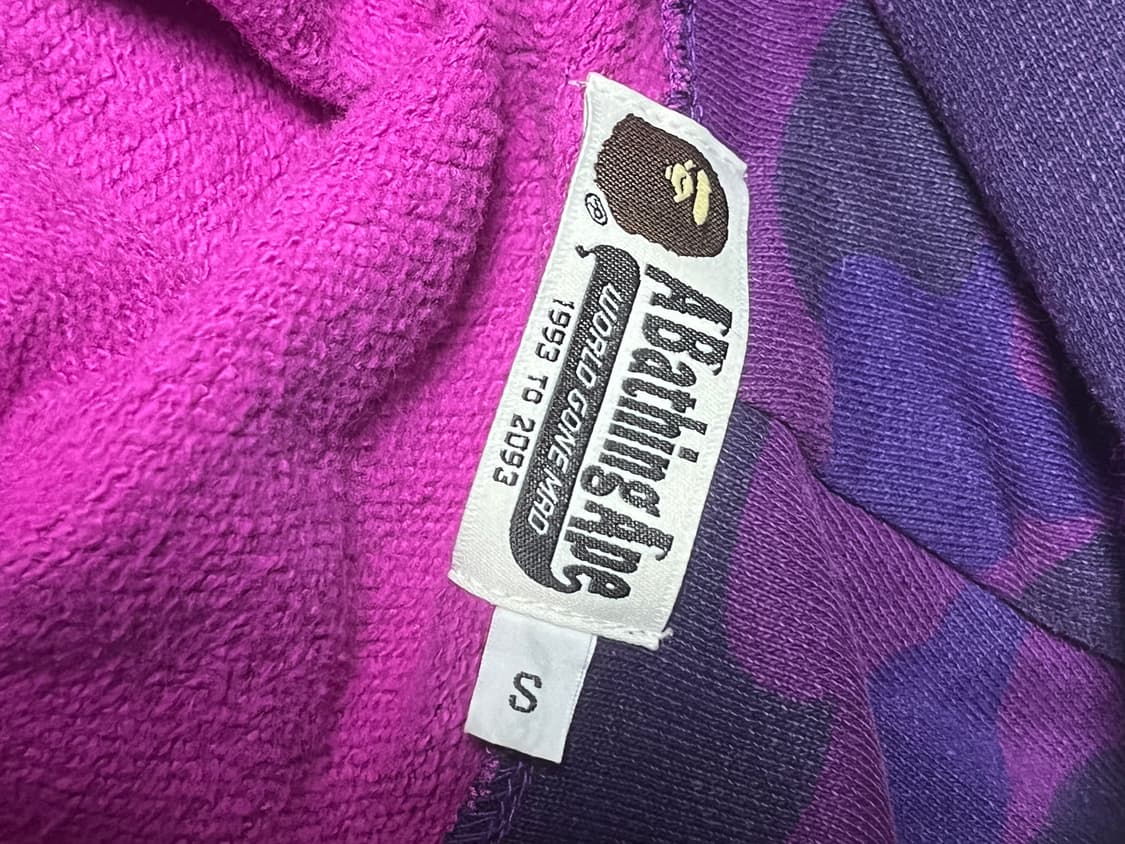 ®
A Bathing Ape
WORLD GONE MAD
1993 TO 2093
S